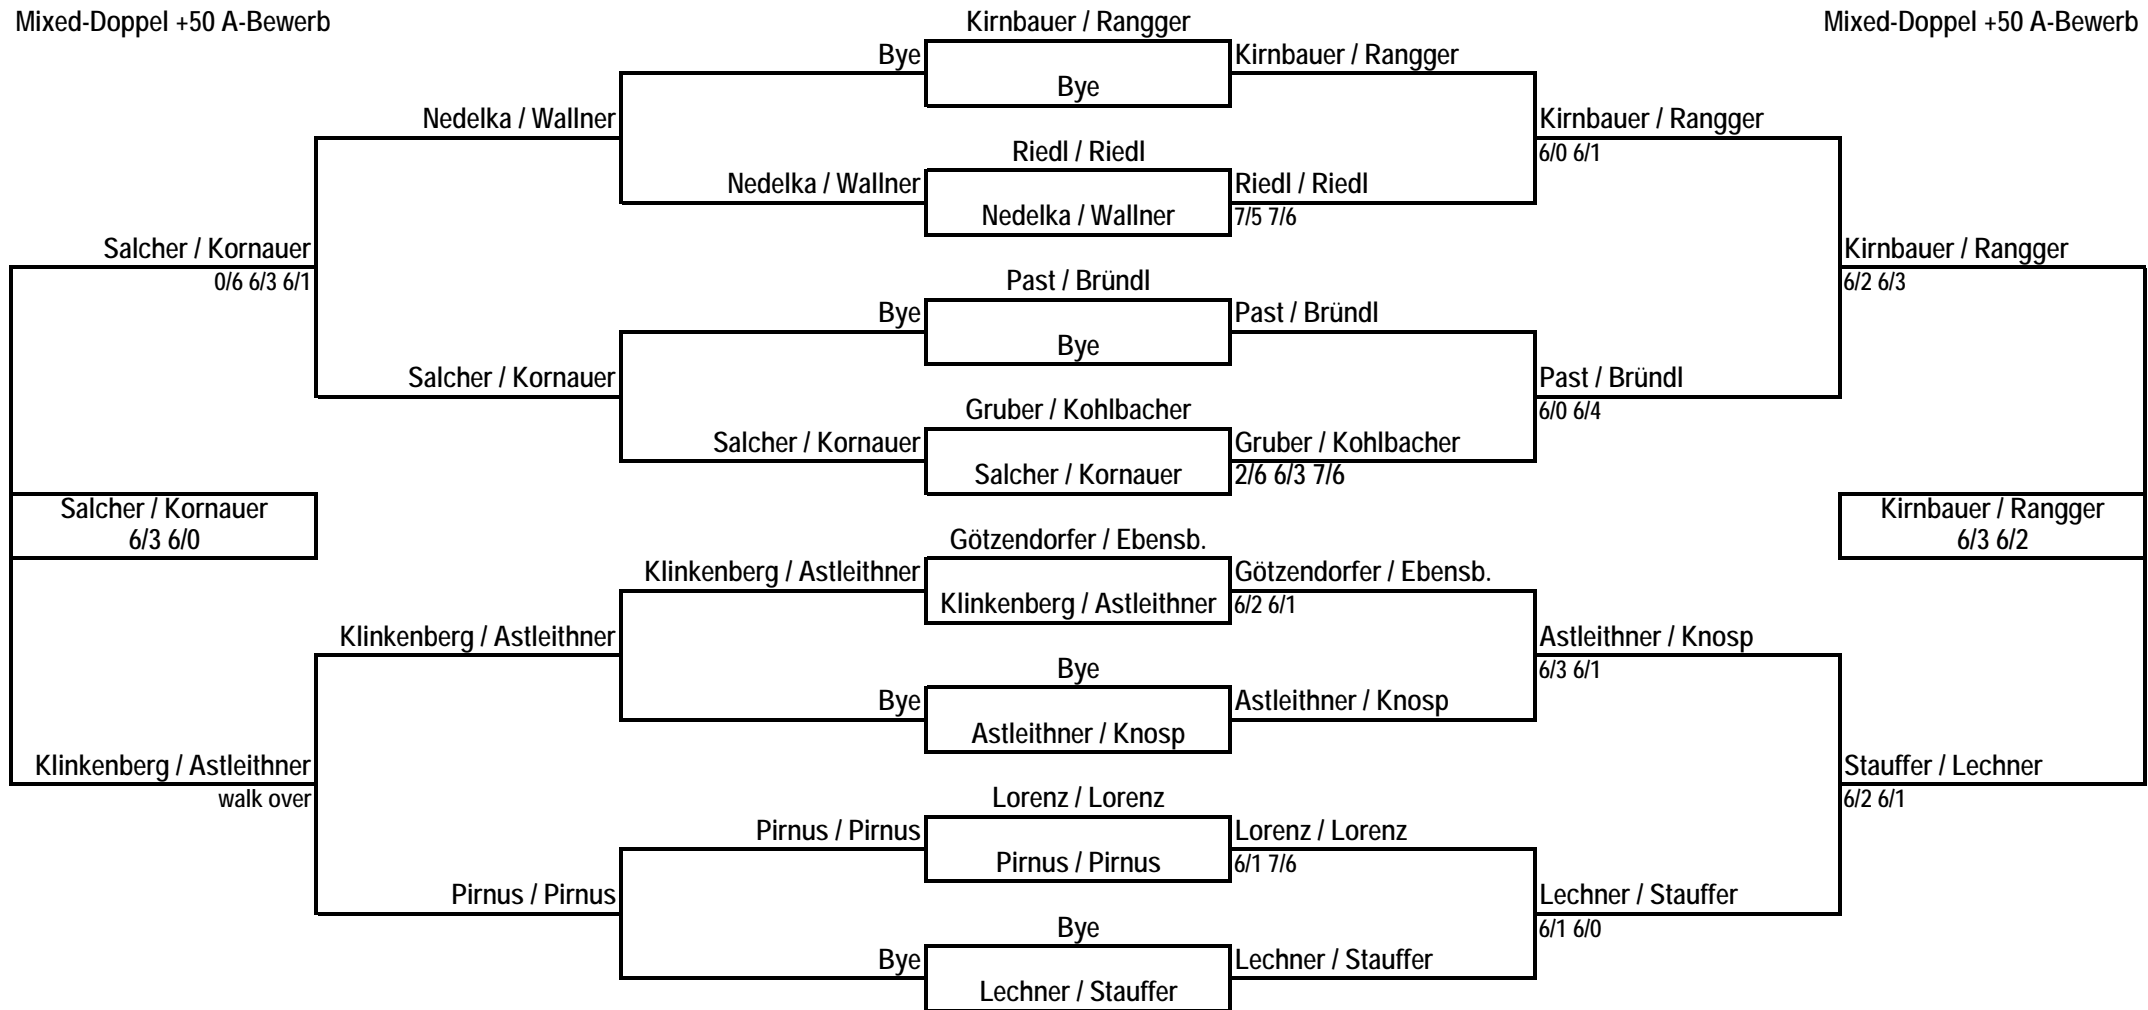 Mixed-Doppel +50 A-Bewerb
Kirnbauer / Rangger
Mixed-Doppel +50 A-Bewerb
Bye
Kirnbauer / Rangger
Bye
Nedelka / Wallner
Kirnbauer / Rangger
Riedl / Riedl
6/0 6/1
Nedelka / Wallner
Riedl / Riedl
Nedelka / Wallner
7/5 7/6
Salcher / Kornauer
Kirnbauer / Rangger
0/6 6/3 6/1
Past / Bründl
6/2 6/3
Bye
Past / Bründl
Bye
Salcher / Kornauer
Past / Bründl
Gruber / Kohlbacher
6/0 6/4
Salcher / Kornauer
Gruber / Kohlbacher
Salcher / Kornauer
2/6 6/3 7/6
Salcher / Kornauer
6/3 6/0
Kirnbauer / Rangger
6/3 6/2
Götzendorfer / Ebensb.
Klinkenberg / Astleithner
Götzendorfer / Ebensb.
Klinkenberg / Astleithner
6/2 6/1
Klinkenberg / Astleithner
Astleithner / Knosp
Bye
6/3 6/1
Bye
Astleithner / Knosp
Astleithner / Knosp
Klinkenberg / Astleithner
Stauffer / Lechner
walk over
Lorenz / Lorenz
6/2 6/1
Pirnus / Pirnus
Lorenz / Lorenz
Pirnus / Pirnus
6/1 7/6
Pirnus / Pirnus
Lechner / Stauffer
Bye
6/1 6/0
Bye
Lechner / Stauffer
Lechner / Stauffer